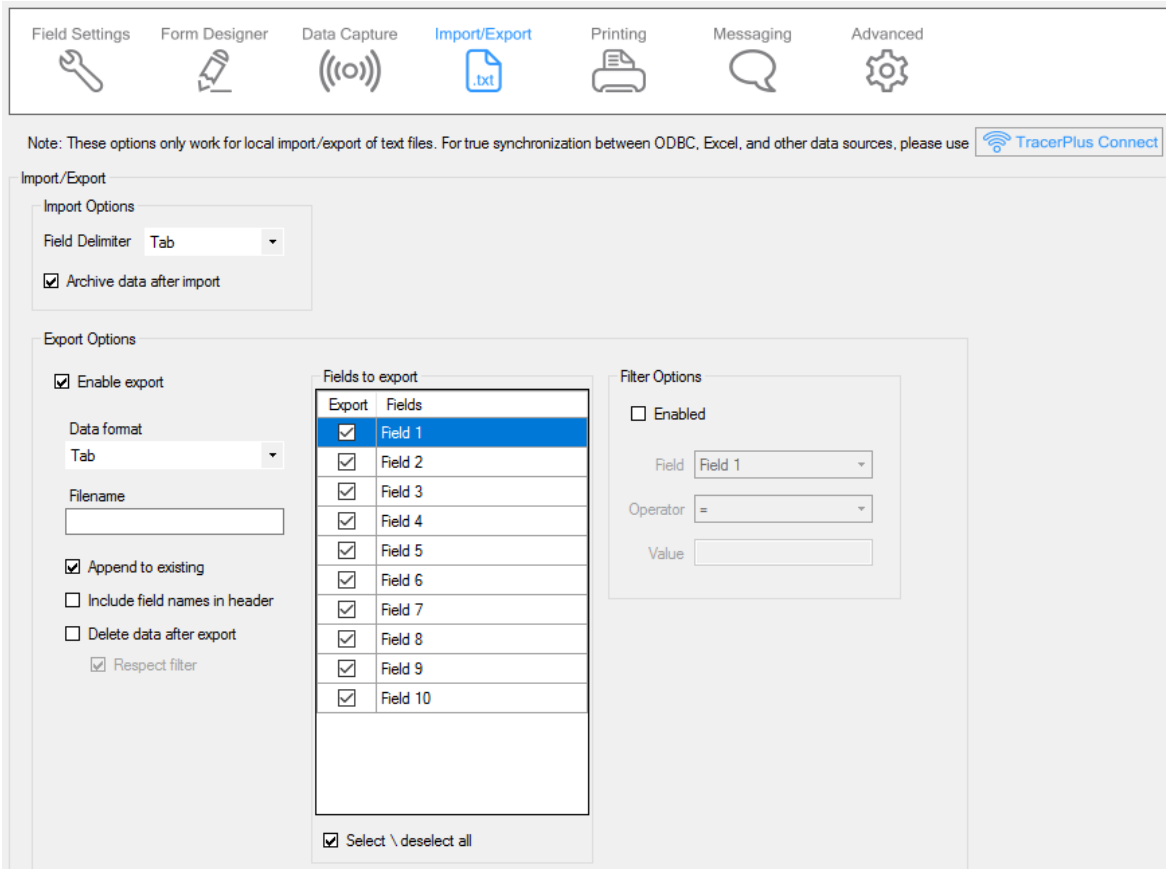 Field Settings Form Designer Data Capture Import/Export Printing Messaging Advanced
.txt
Note: These options only work for local import/export of text files. For true synchronization between ODBC, Excel, and other data sources, please use TracerPlus Connect
Import/Export
Import Options
Field Delimiter Tab
Archive data after import
Export Options
Enable export
Data format
Tab
Filename
Append to existing
Include field names in header
Delete data after export
Respect filter
Fields to export
Export Fields
Field 1
Field 2
Field 3
Field 4
Field 5
Field 6
Field 7
Field 8
Field 9
Field 10
Select \ deselect all
Filter Options
Enabled
Field Field 1
Operator =
Value